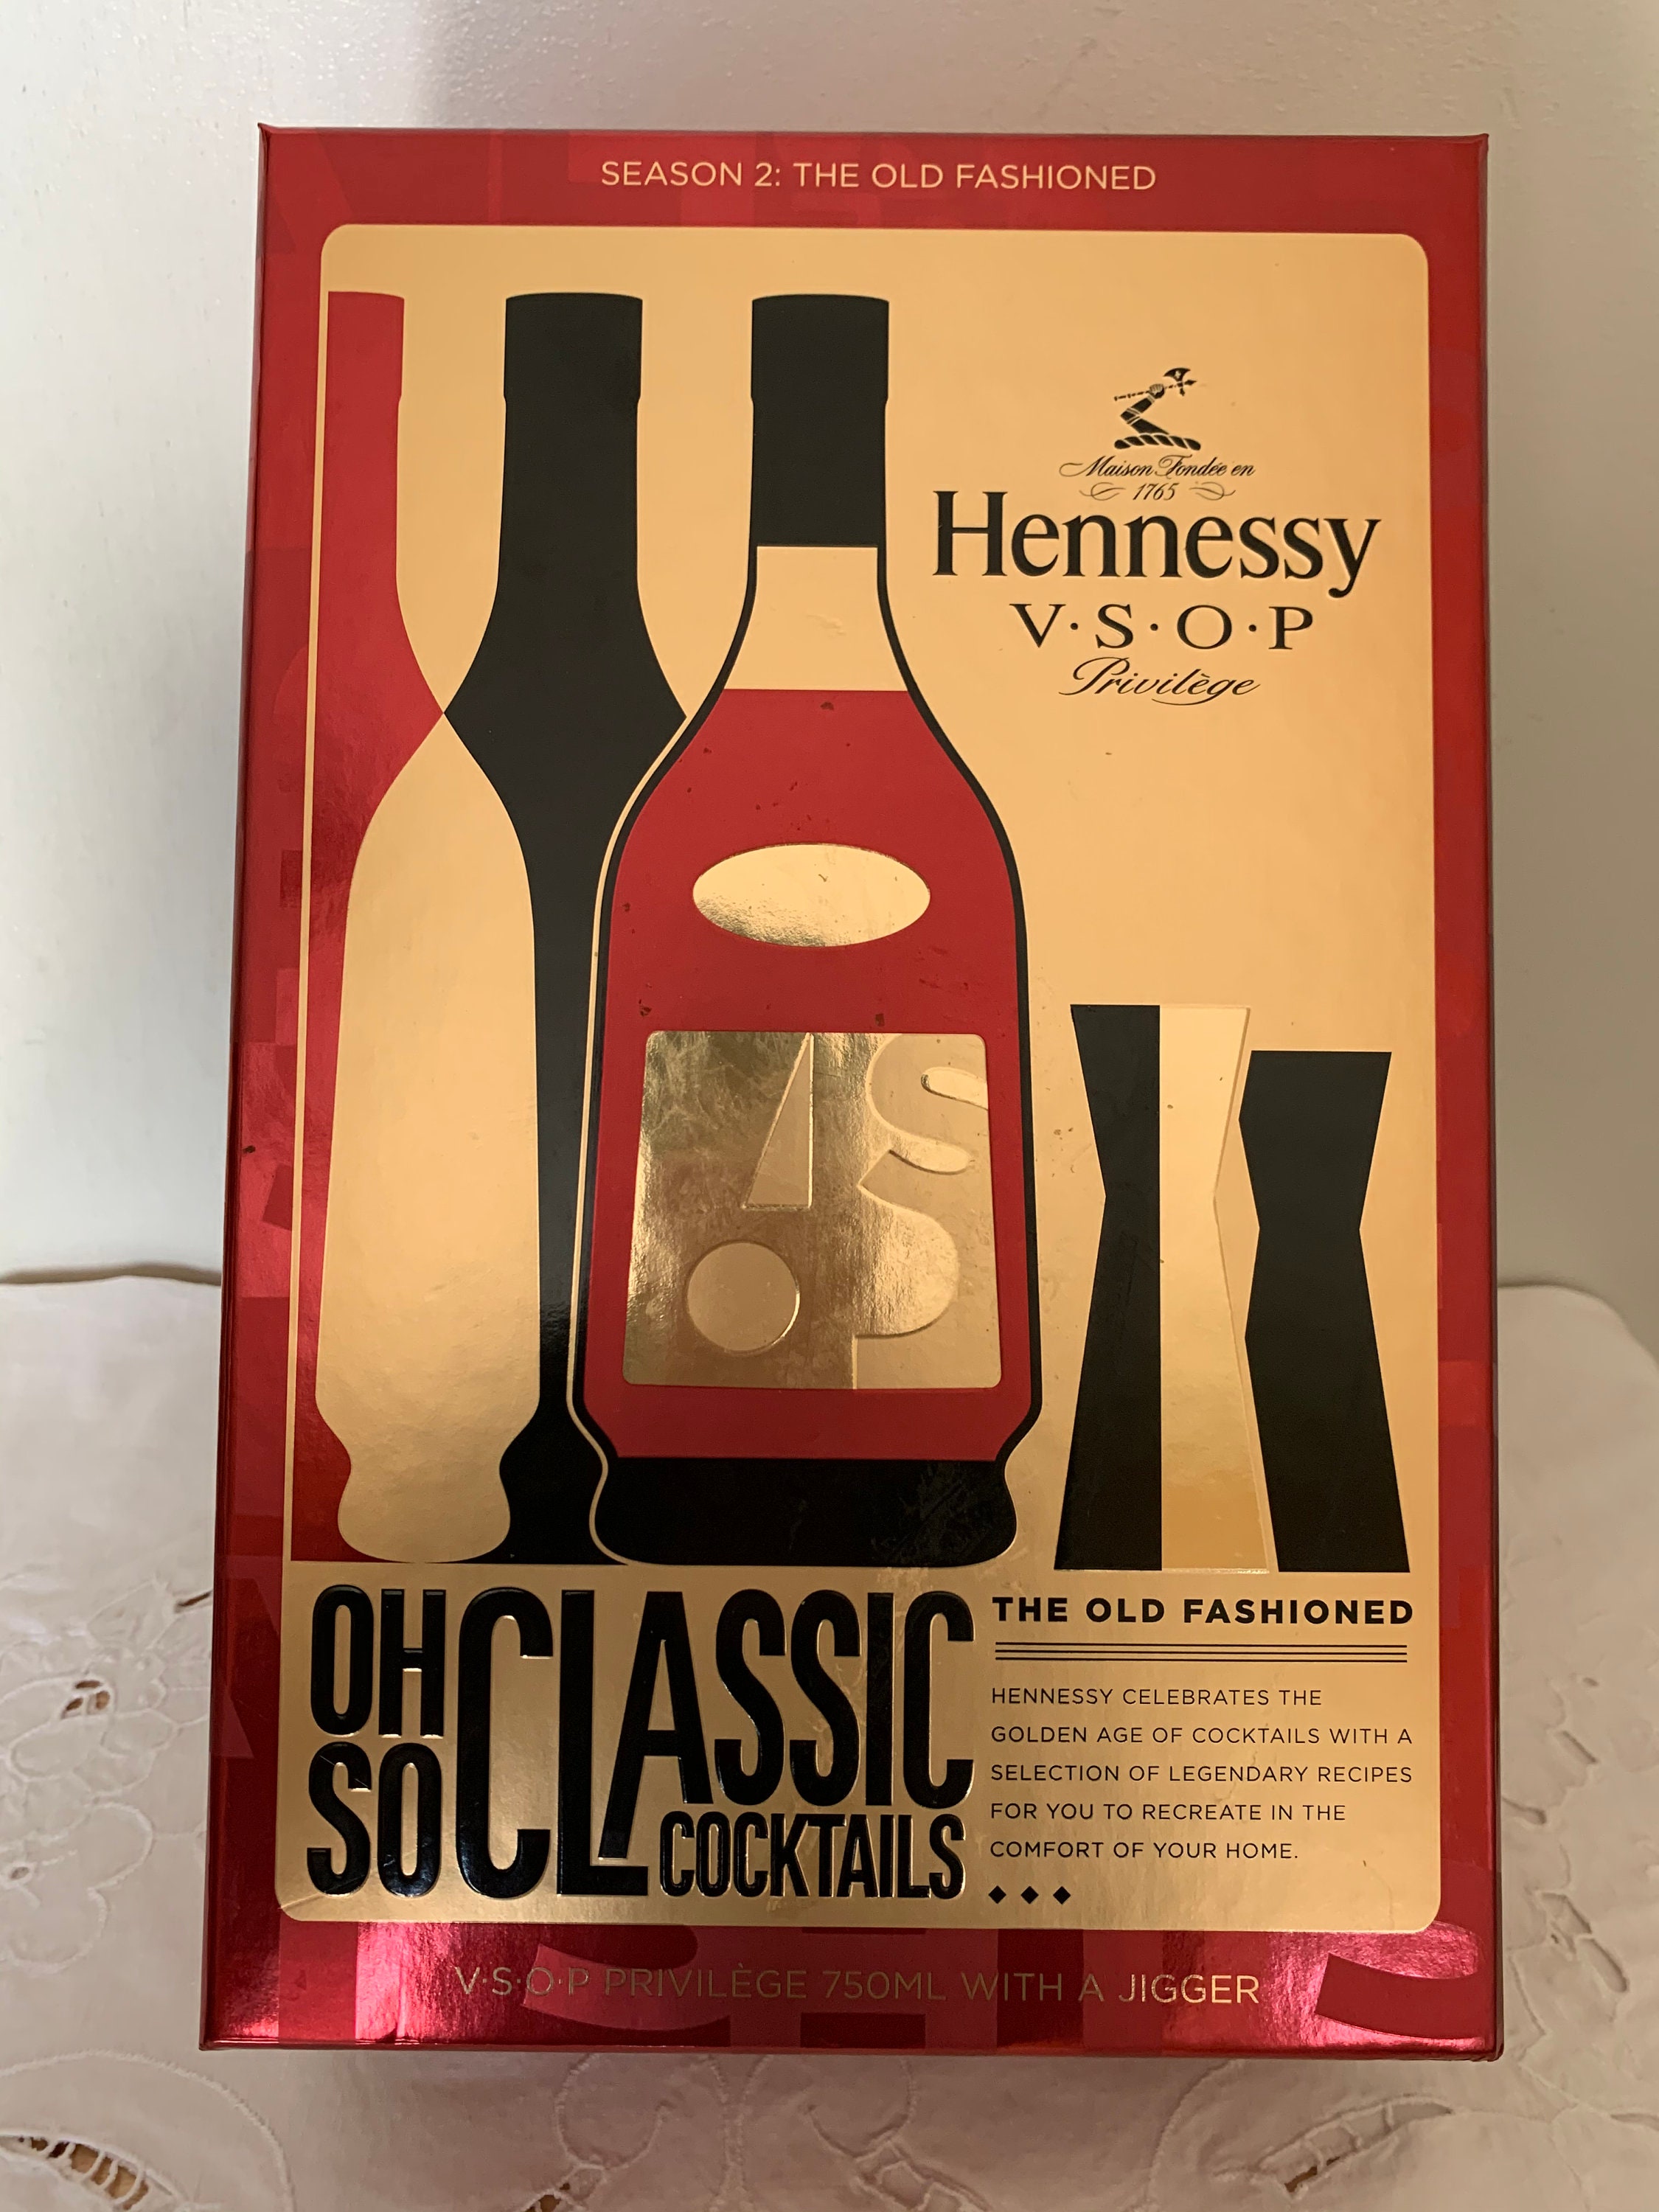 SEASON 2: THE OLD FASHIONED
Maison Fondée en
1765
Hennessy
V·S·O·P
Privilège
OH
SO
CLASSIC
COCKTAILS
THE OLD FASHIONED
HENNESSY CELEBRATES THE
GOLDEN AGE OF COCKTAILS WITH A
SELECTION OF LEGENDARY RECIPES
FOR YOU TO RECREATE IN THE
COMFORT OF YOUR HOME.
V·S·O·P PRIVILÈGE 750ML WITH A JIGGER